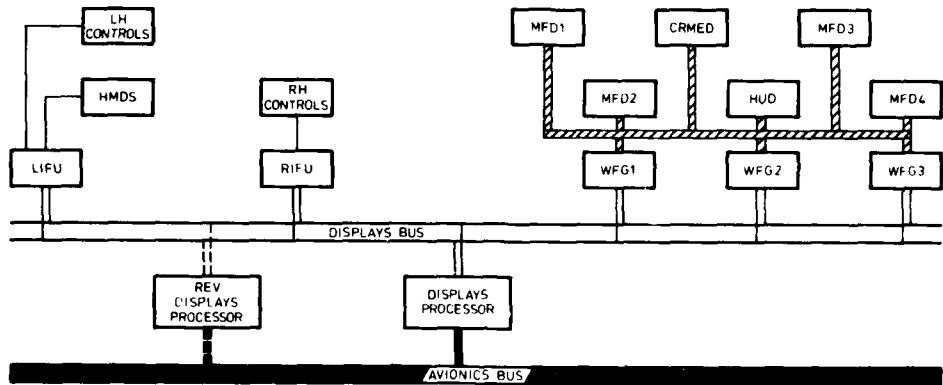 LH
CONTROLS
MFD1
CRMED
MFD3
HMDS
RH
CONTROLS
MFD2
HUD
MFD4
LIFU
RIFU
WFG1
WFG2
WFG3
DISPLAYS BUS
REV
DISPLAYS
PROCESSOR
DISPLAYS
PROCESSOR
AVIONICS BUS